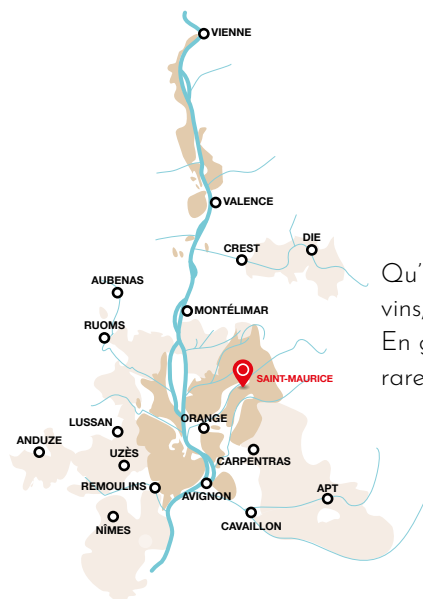 VIENNE
VALENCE
DIE
CREST
AUBENAS
MONTÉLIMAR
RUOMS
SAINT-MAURICE
ORANGE
LUSSAN
ANDUZE
UZÈS
CARPENTRAS
REMOULINS
AVIGNON
APT
NÎMES
CAVAILLON
Qu'
vins,
En g
rare